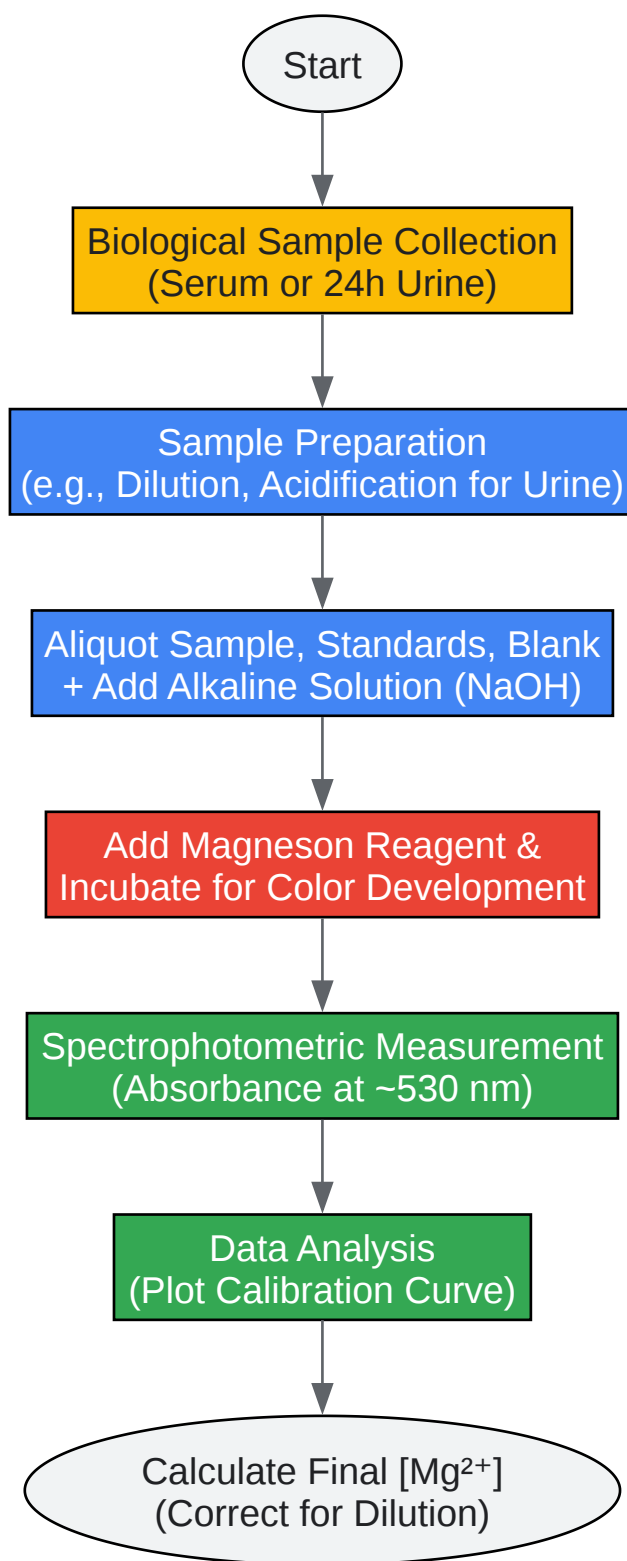 Start
Biological Sample Collection
(Serum or 24h Urine)
Sample Preparation
(e.g., Dilution, Acidification for Urine)
Aliquot Sample, Standards, Blank
+ Add Alkaline Solution (NaOH)
Add Magneson Reagent &
Incubate for Color Development
Spectrophotometric Measurement
(Absorbance at ~530 nm)
Data Analysis
(Plot Calibration Curve)
Calculate Final [Mg²⁺]
(Correct for Dilution)